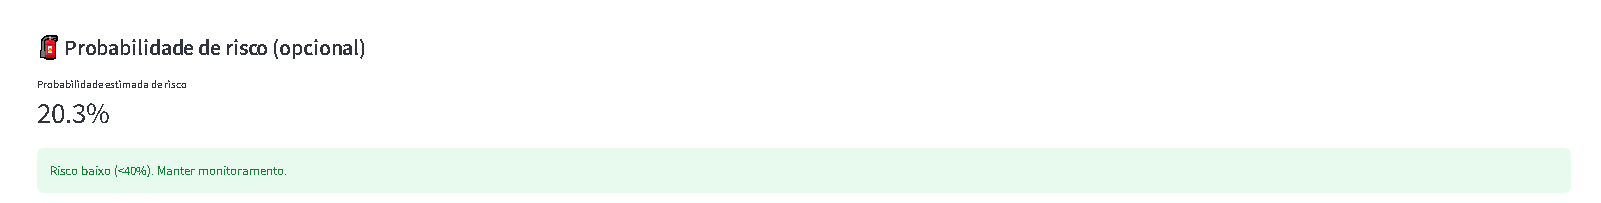 Probabilidade de risco (opcional)
Probabilidade estimada de risco
20.3%
Risco baixo (<40%). Manter monitoramento.